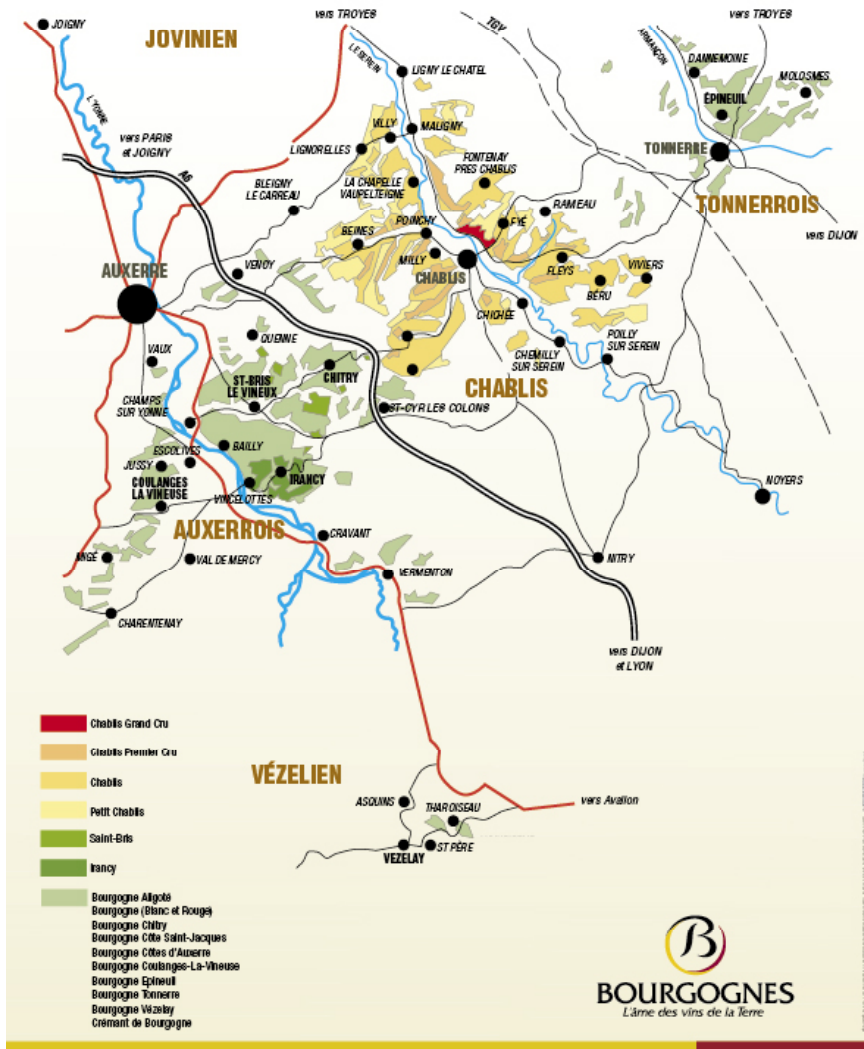 JOIGNY
JOVINIEN
vers TROYES
TGV
vers TROYES
LE SEREIN
ARMANÇON
L'YONNE
LIGNY LE CHATEL
DANNEMOINE
MOLOSMES
ÉPINEUIL
vers PARIS
et JOIGNY
A6
VILLY
MALIGNY
LIGNORELLES
FONTENAY
PRES CHABLIS
TONNERRE
BLEIGNY
LE CARREAU
LA CHAPELLE
VAUPELTEIGNE
RAMEAU
TONNERROIS
POINCHY
BEINES
FYÉ
vers DIJON
AUXERRE
VENOY
MILLY
CHABLIS
FLEYS
VIVIERS
BÉRU
CHICHÉE
QUENNE
VAUX
CHEMILLY
SUR SEREIN
POILLY
SUR SEREIN
ST-BRIS
LE VINEUX
CHITRY
CHABLIS
CHAMPS
SUR YONNE
ST-CYR LES COLONS
BAILLY
ESCOLIVES
JUSSY
IRANCY
COULANGES
LA VINEUSE
VINCELOTTES
NOYERS
AUXERROIS
CRAVANT
MIGÉ
VAL DE MERCY
VERMENTON
NITRY
CHARENTENAY
vers DIJON
et LYON
Chablis Grand Cru
Chablis Premier Cru
Chablis
Petit Chablis
Saint-Bris
Irancy
Bourgogne Aligoté
Bourgogne (Blanc et Rouge)
Bourgogne Chitry
Bourgogne Côte Saint-Jacques
Bourgogne Côtes d'Auxerre
Bourgogne Coulanges-La-Vineuse
Bourgogne Epineuil
Bourgogne Tonnerre
Bourgogne Vézelay
Crémant de Bourgogne
VÉZELIEN
ASQUINS
THAROISEAU
vers Avallon
VEZELAY
ST PÈRE
B
BOURGOGNES
L'âme des vins de la Terre